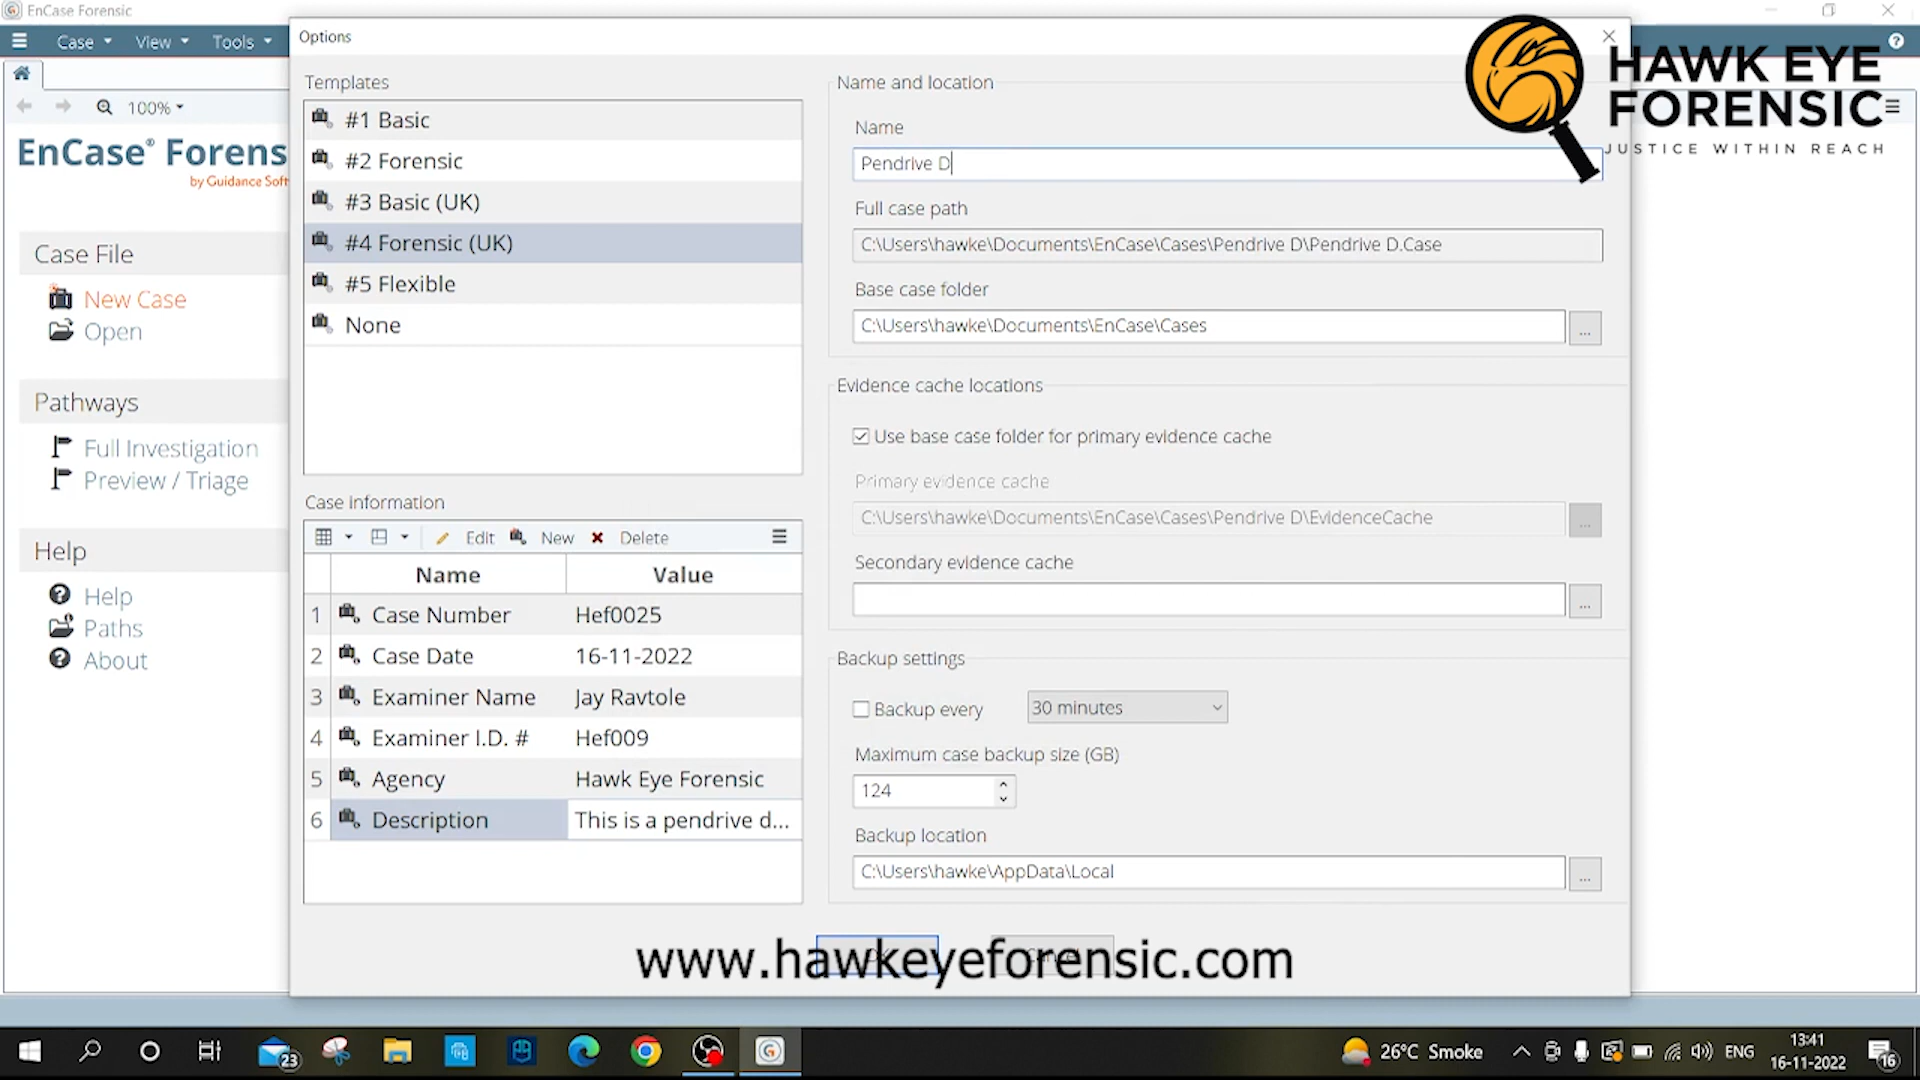 EnCase Forensic
Case
View
Tools
100%
EnCase® Forens
by Guidance Soft
Case File
New Case
Open
Pathways
Full Investigation
Preview / Triage
Help
Help
Paths
About
Options
Templates
#1 Basic
#2 Forensic
#3 Basic (UK)
#4 Forensic (UK)
#5 Flexible
None
Case information
Edit
New
Delete
Name Value
1 Case Number Hef0025
2 Case Date 16-11-2022
3 Examiner Name Jay Ravtole
4 Examiner I.D. # Hef009
5 Agency Hawk Eye Forensic
6 Description This is a pendrive d...
Name and location
Name
Pendrive D
Full case path
C:\Users\hawke\Documents\EnCase\Cases\Pendrive D\Pendrive D.Case
Base case folder
C:\Users\hawke\Documents\EnCase\Cases
...
Evidence cache locations
Use base case folder for primary evidence cache
Primary evidence cache
C:\Users\hawke\Documents\EnCase\Cases\Pendrive D\EvidenceCache
...
Secondary evidence cache
...
Backup settings
Backup every
30 minutes
Maximum case backup size (GB)
124
Backup location
C:\Users\hawke\AppData\Local
...
HAWK EYE
FORENSIC
JUSTICE WITHIN REACH
www.hawkeyeforensic.com
23
26°C Smoke
ENG
13:41
16-11-2022
16